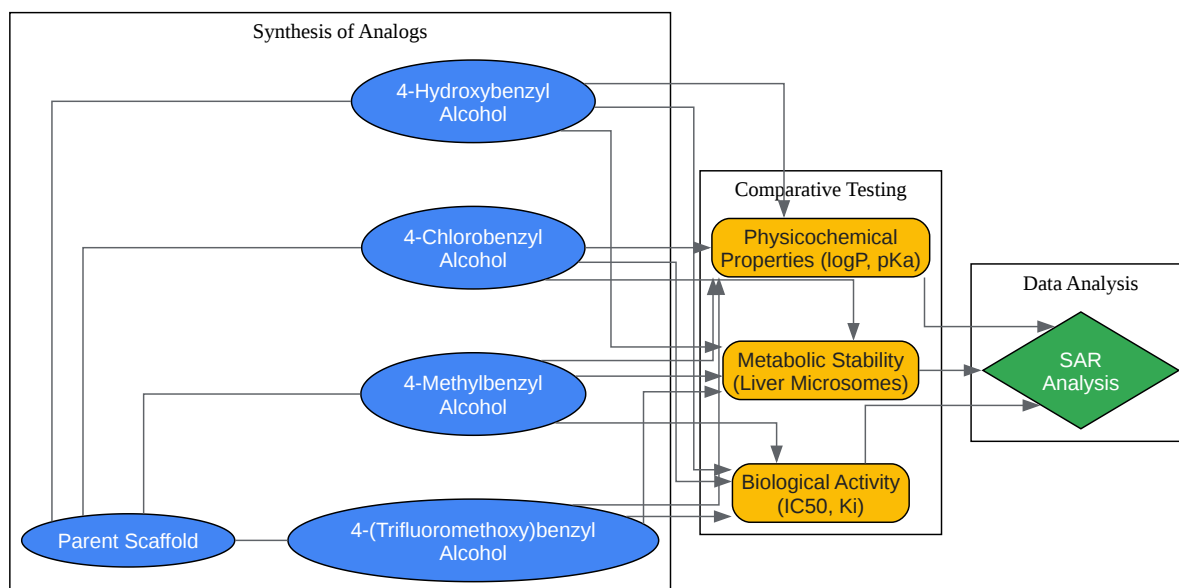 Synthesis of Analogs
4-Hydroxybenzyl
Alcohol
4-Chlorobenzyl
Alcohol
4-Methylbenzyl
Alcohol
Parent Scaffold
4-(Trifluoromethoxy)benzyl
Alcohol
Comparative Testing
Physicochemical
Properties (logP, pKa)
Metabolic Stability
(Liver Microsomes)
Biological Activity
(IC50, Ki)
Data Analysis
SAR
Analysis